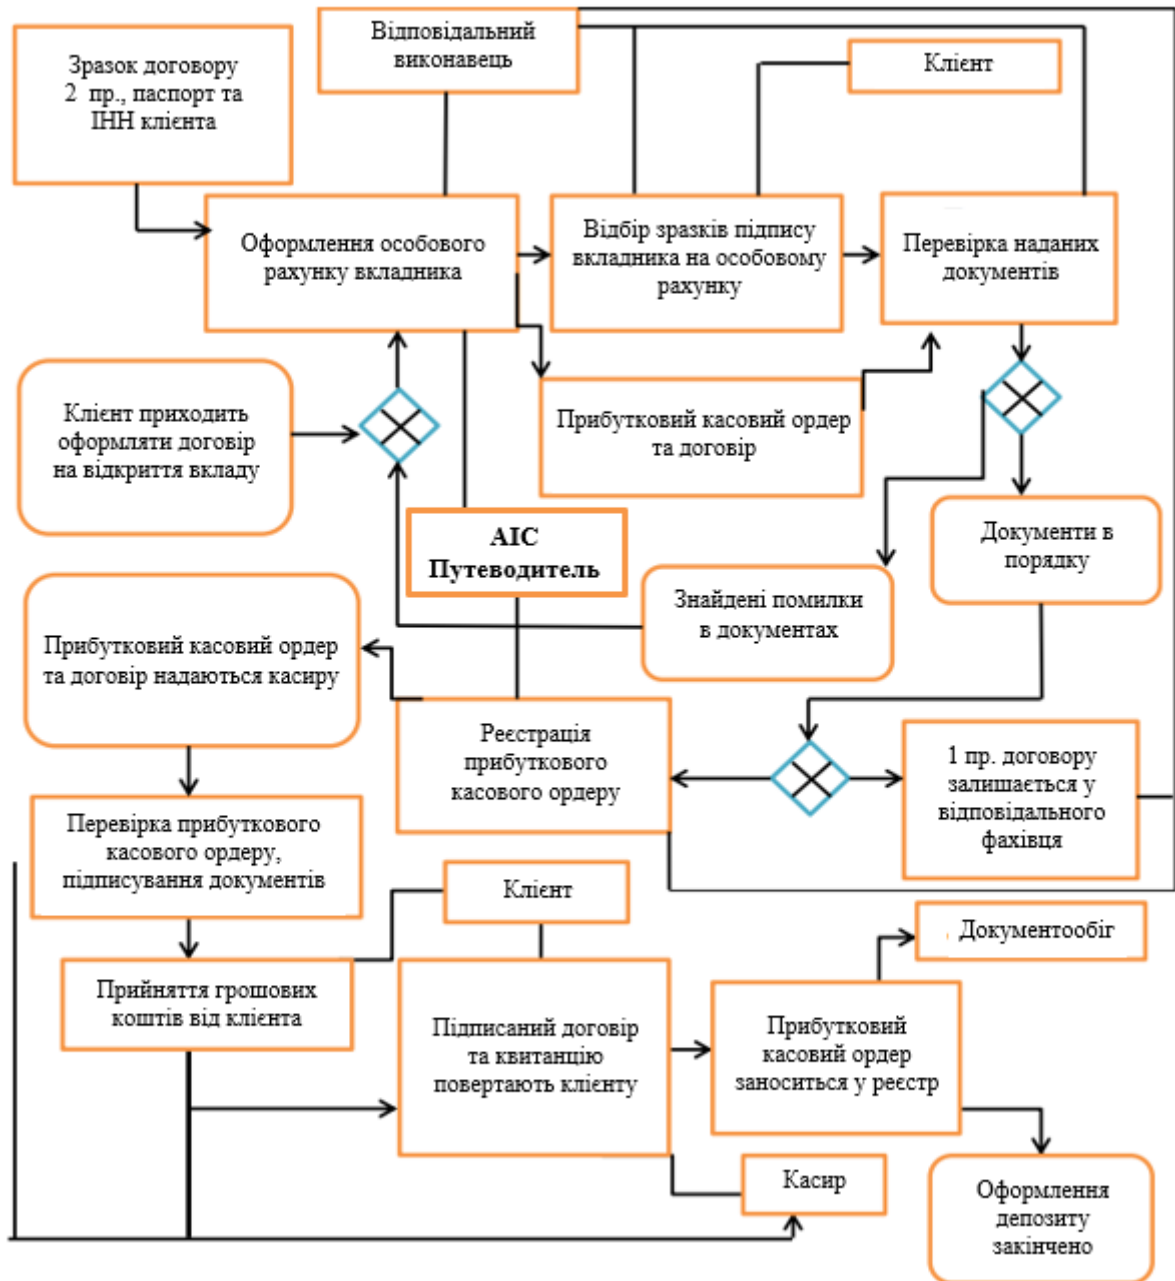 Відповідальний
виконавець
Зразок договору
2 пр., паспорт та
ІНН клієнта
Клієнт
Оформлення особового
рахунку вкладника
Відбір зразків підпису
вкладника на особовому
рахунку
Перевірка наданих
документів
Клієнт приходить
оформляти договір
на відкриття вкладу
Прибутковий касовий ордер
та договір
АІС
Путеводитель
Документи в
порядку
Знайдені помилки
в документах
Прибутковий касовий ордер
та договір надаються касиру
Реєстрація
прибуткового
касового ордеру
1 пр. договору
залишається у
відповідального
фахівця
Перевірка прибуткового
касового ордеру,
підписування документів
Клієнт
Документообіг
Прийняття грошових
коштів від клієнта
Підписаний договір
та квитанцію
повертають клієнту
Прибутковий
касовий ордер
заноситься у реєстр
Касир
Оформлення
депозиту
закінчено